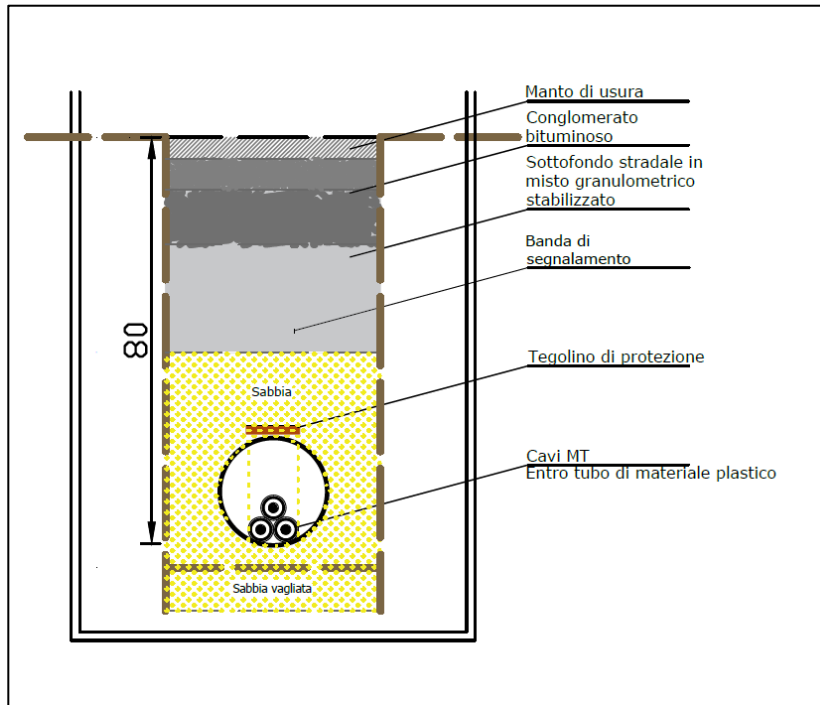 Manto di usura
Conglomerato
bituminoso
Sottofondo stradale in
misto granulometrico
stabilizzato
Banda di
segnalamento
80
Tegolino di protezione
Sabbia
Cavi MT
Entro tubo di materiale plastico
Sabbia vagliata